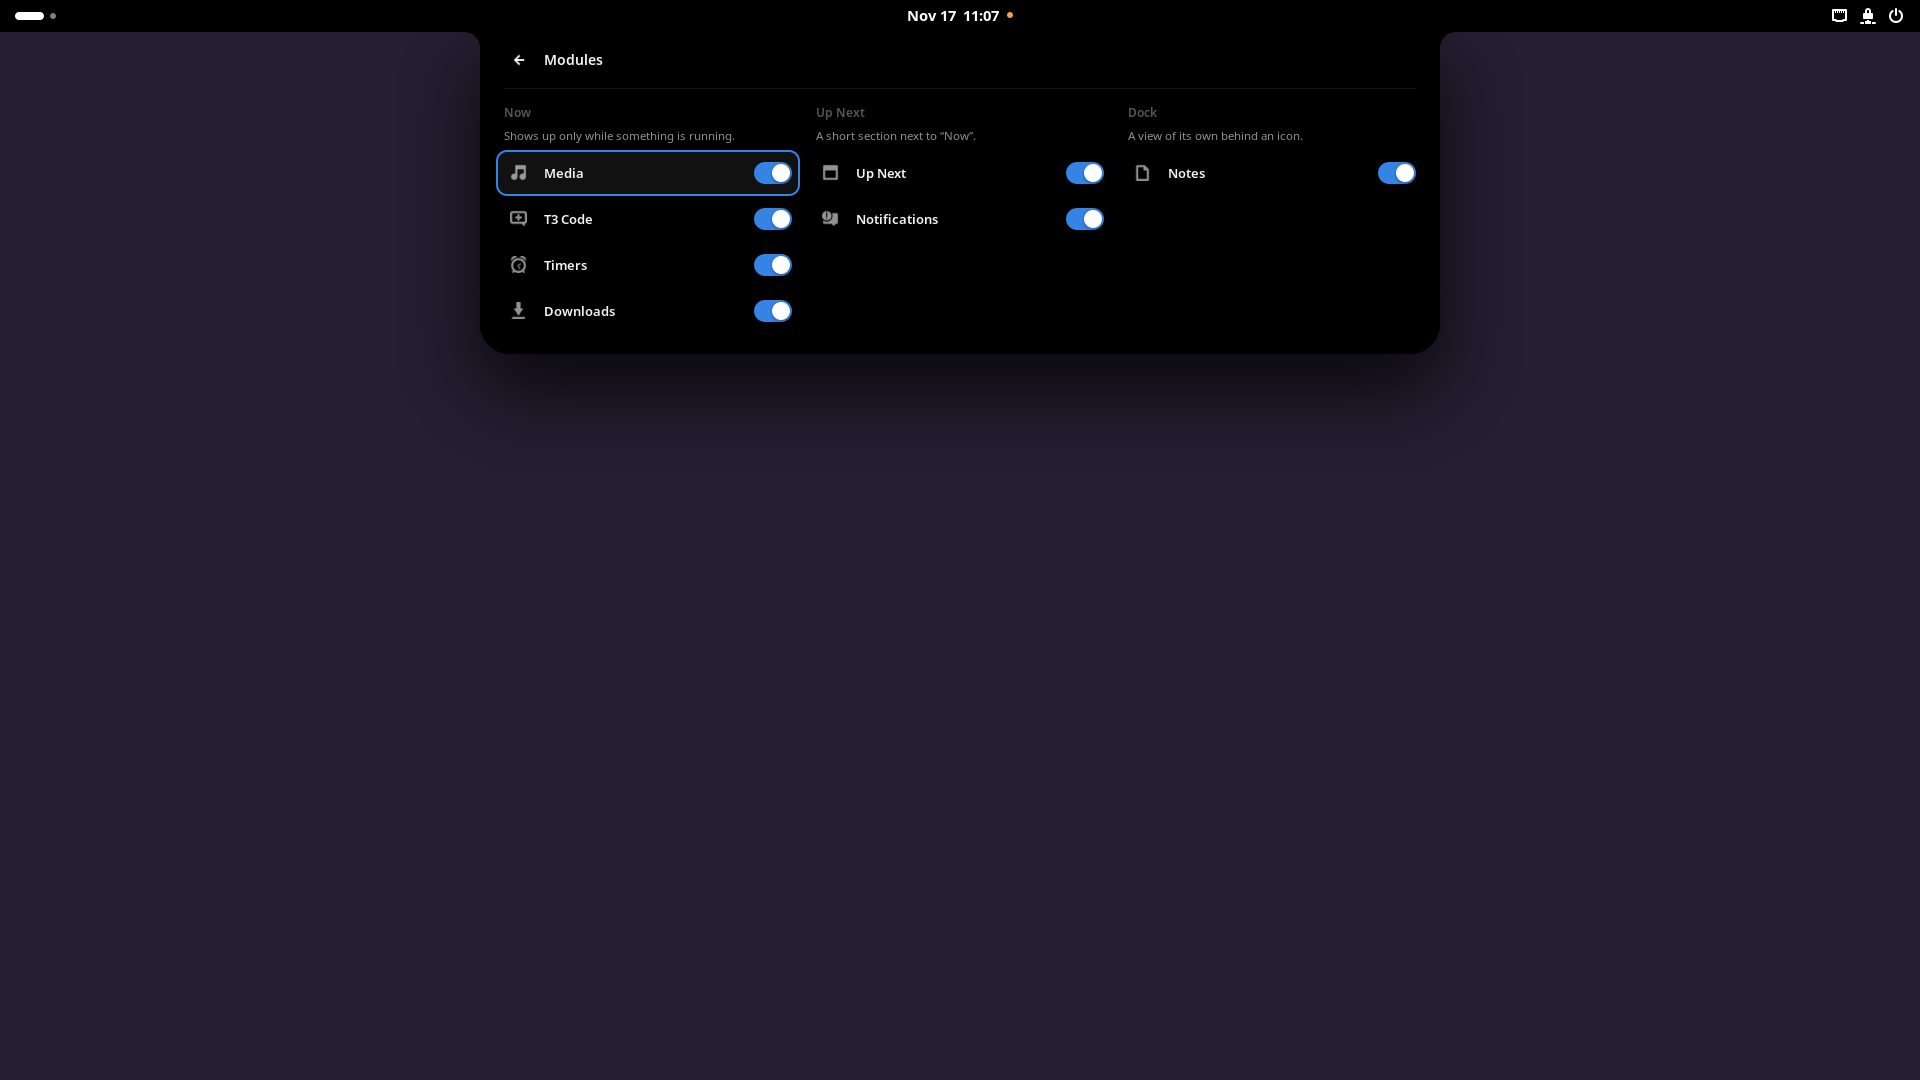 Nov 17 11:07
Modules
Now
Shows up only while something is running.
Media
T3 Code
Timers
Downloads
Up Next
A short section next to “Now”.
Up Next
Notifications
Dock
A view of its own behind an icon.
Notes